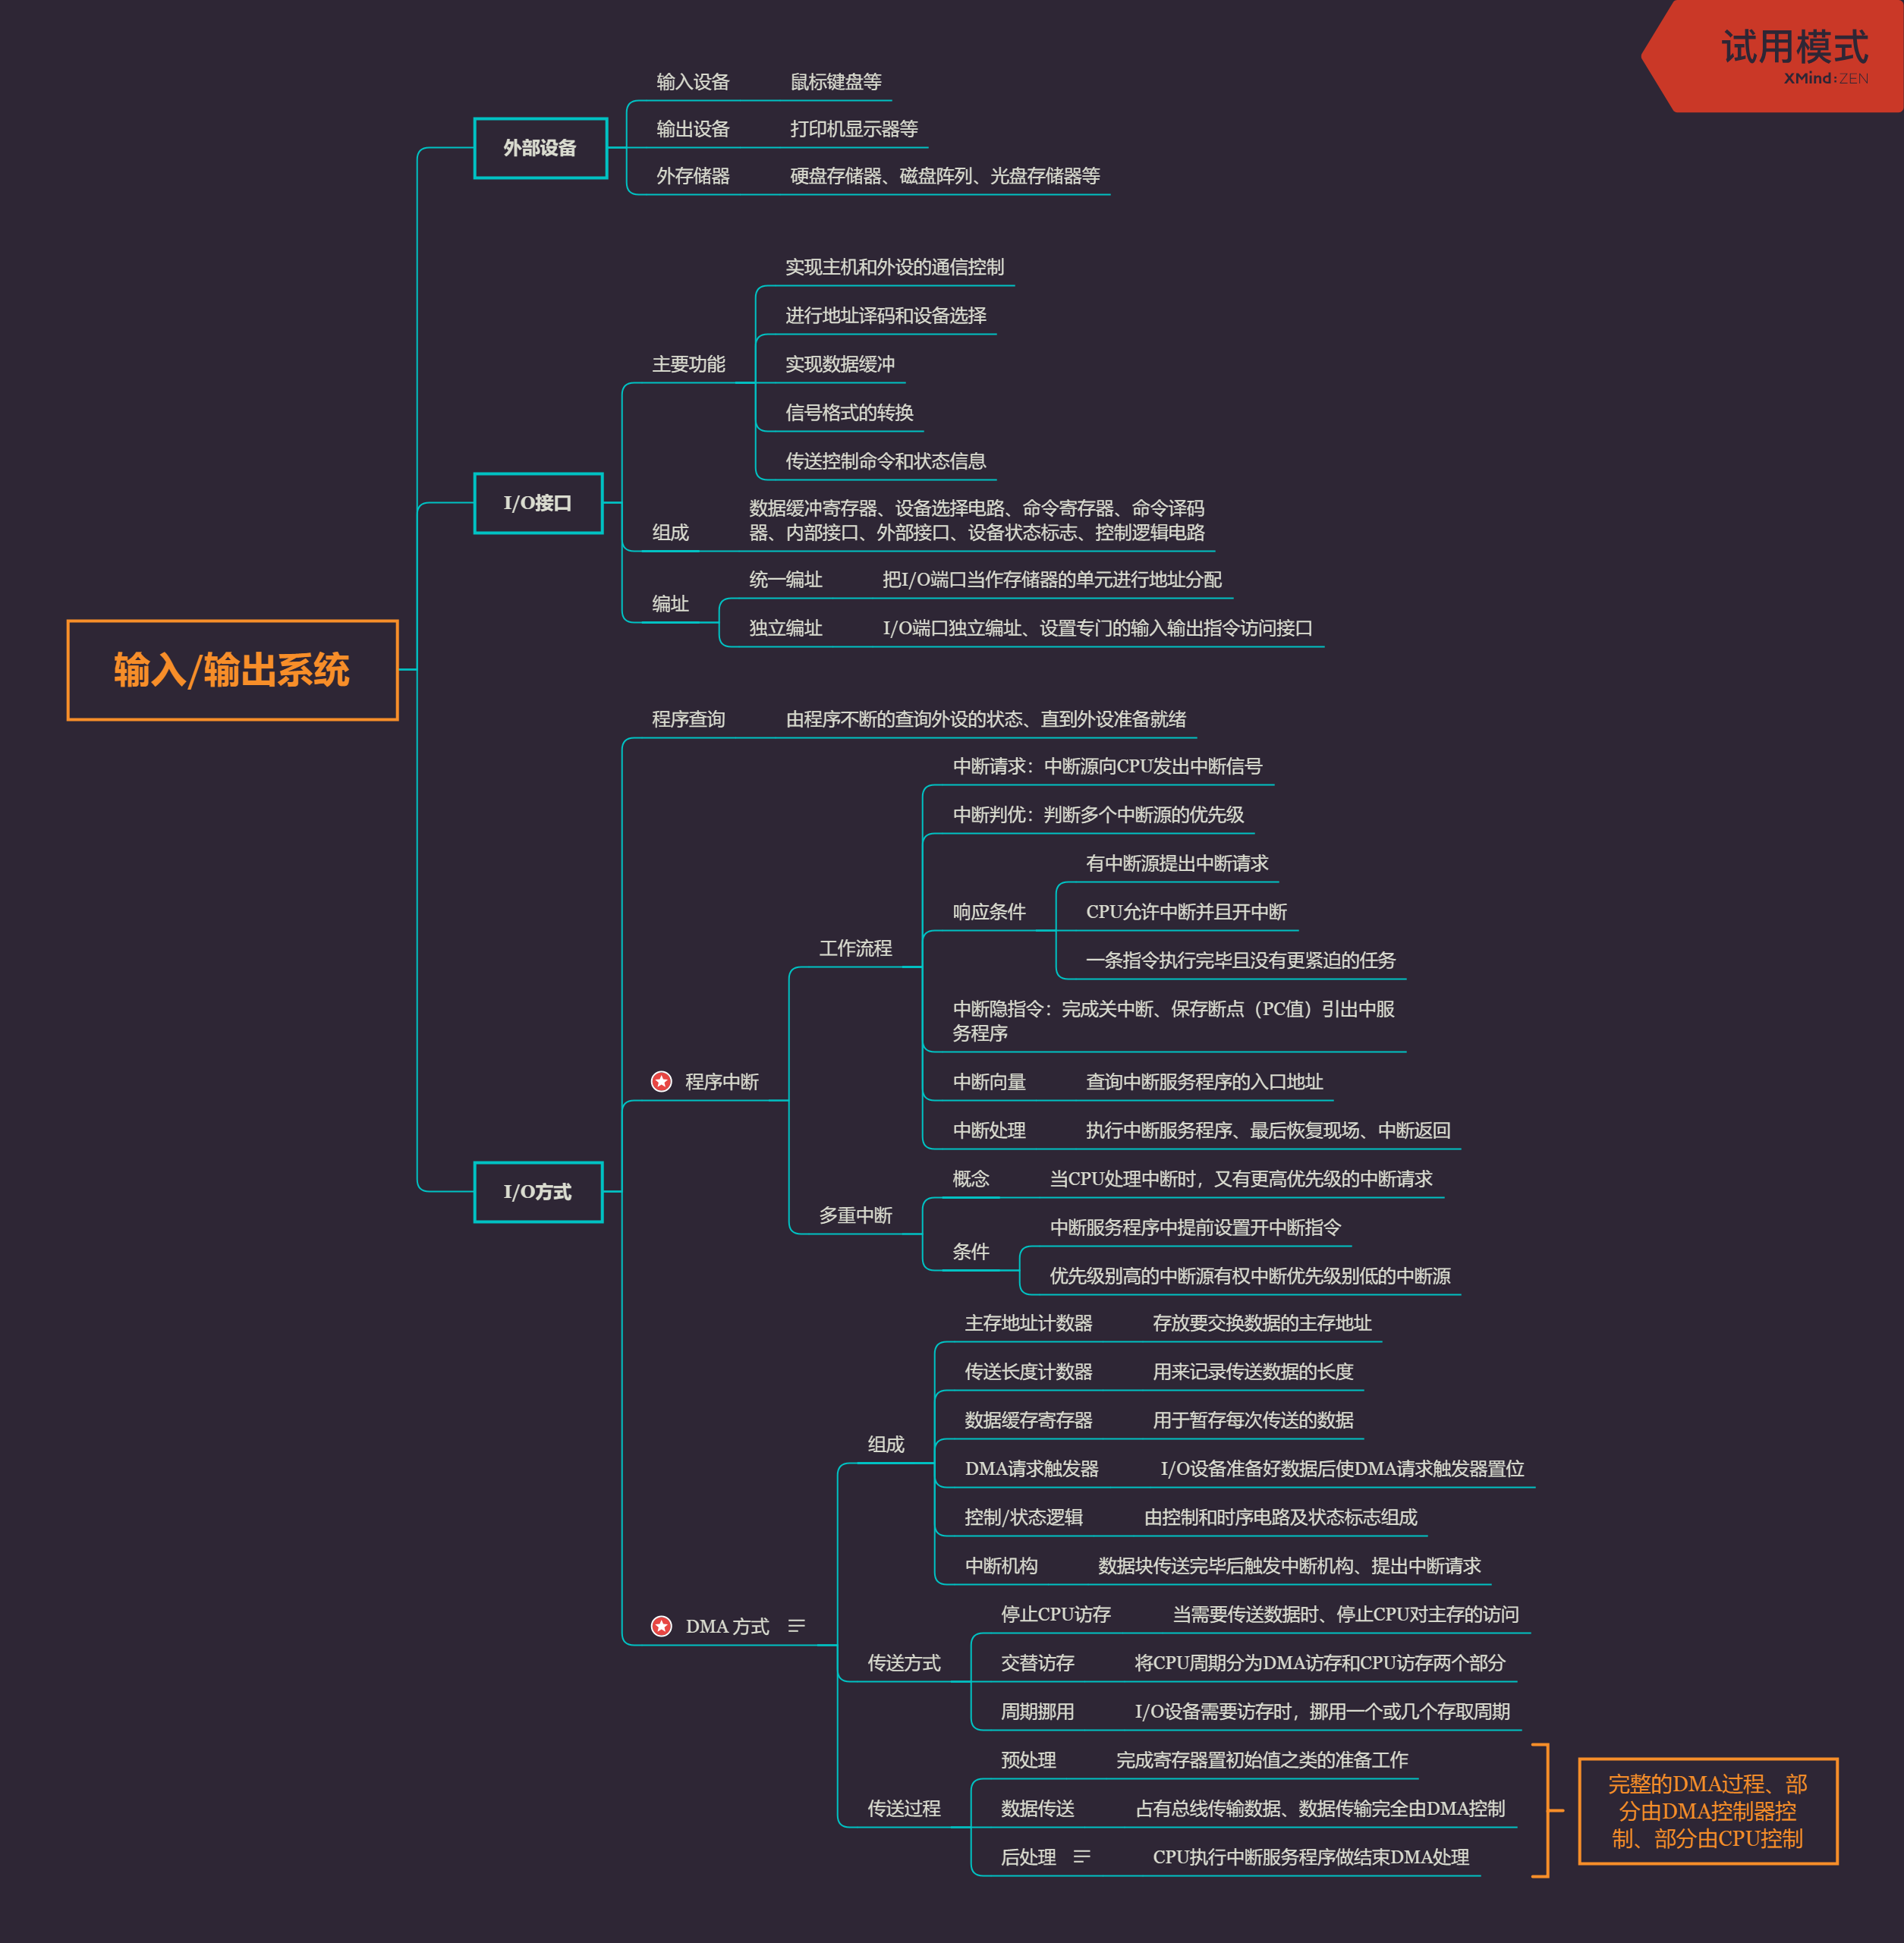 试用模式
XMind:ZEN
输入/输出系统
外部设备
输入设备
鼠标键盘等
输出设备
打印机显示器等
外存储器
硬盘存储器、磁盘阵列、光盘存储器等
I/O接口
主要功能
实现主机和外设的通信控制
进行地址译码和设备选择
实现数据缓冲
信号格式的转换
传送控制命令和状态信息
组成
数据缓冲寄存器、设备选择电路、命令寄存器、命令译码
器、内部接口、外部接口、设备状态标志、控制逻辑电路
编址
统一编址
把I/O端口当作存储器的单元进行地址分配
独立编址
I/O端口独立编址、设置专门的输入输出指令访问接口
I/O方式
程序查询
由程序不断的查询外设的状态、直到外设准备就绪
程序中断
工作流程
中断请求：中断源向CPU发出中断信号
中断判优：判断多个中断源的优先级
响应条件
有中断源提出中断请求
CPU允许中断并且开中断
一条指令执行完毕且没有更紧迫的任务
中断隐指令：完成关中断、保存断点（PC值）引出中服
务程序
中断向量
查询中断服务程序的入口地址
中断处理
执行中断服务程序、最后恢复现场、中断返回
多重中断
概念
当CPU处理中断时，又有更高优先级的中断请求
条件
中断服务程序中提前设置开中断指令
优先级别高的中断源有权中断优先级别低的中断源
DMA 方式
组成
主存地址计数器
存放要交换数据的主存地址
传送长度计数器
用来记录传送数据的长度
数据缓存寄存器
用于暂存每次传送的数据
DMA请求触发器
I/O设备准备好数据后使DMA请求触发器置位
控制/状态逻辑
由控制和时序电路及状态标志组成
中断机构
数据块传送完毕后触发中断机构、提出中断请求
传送方式
停止CPU访存
当需要传送数据时、停止CPU对主存的访问
交替访存
将CPU周期分为DMA访存和CPU访存两个部分
周期挪用
I/O设备需要访存时，挪用一个或几个存取周期
传送过程
预处理
完成寄存器置初始值之类的准备工作
数据传送
占有总线传输数据、数据传输完全由DMA控制
后处理
CPU执行中断服务程序做结束DMA处理
完整的DMA过程、部
分由DMA控制器控
制、部分由CPU控制